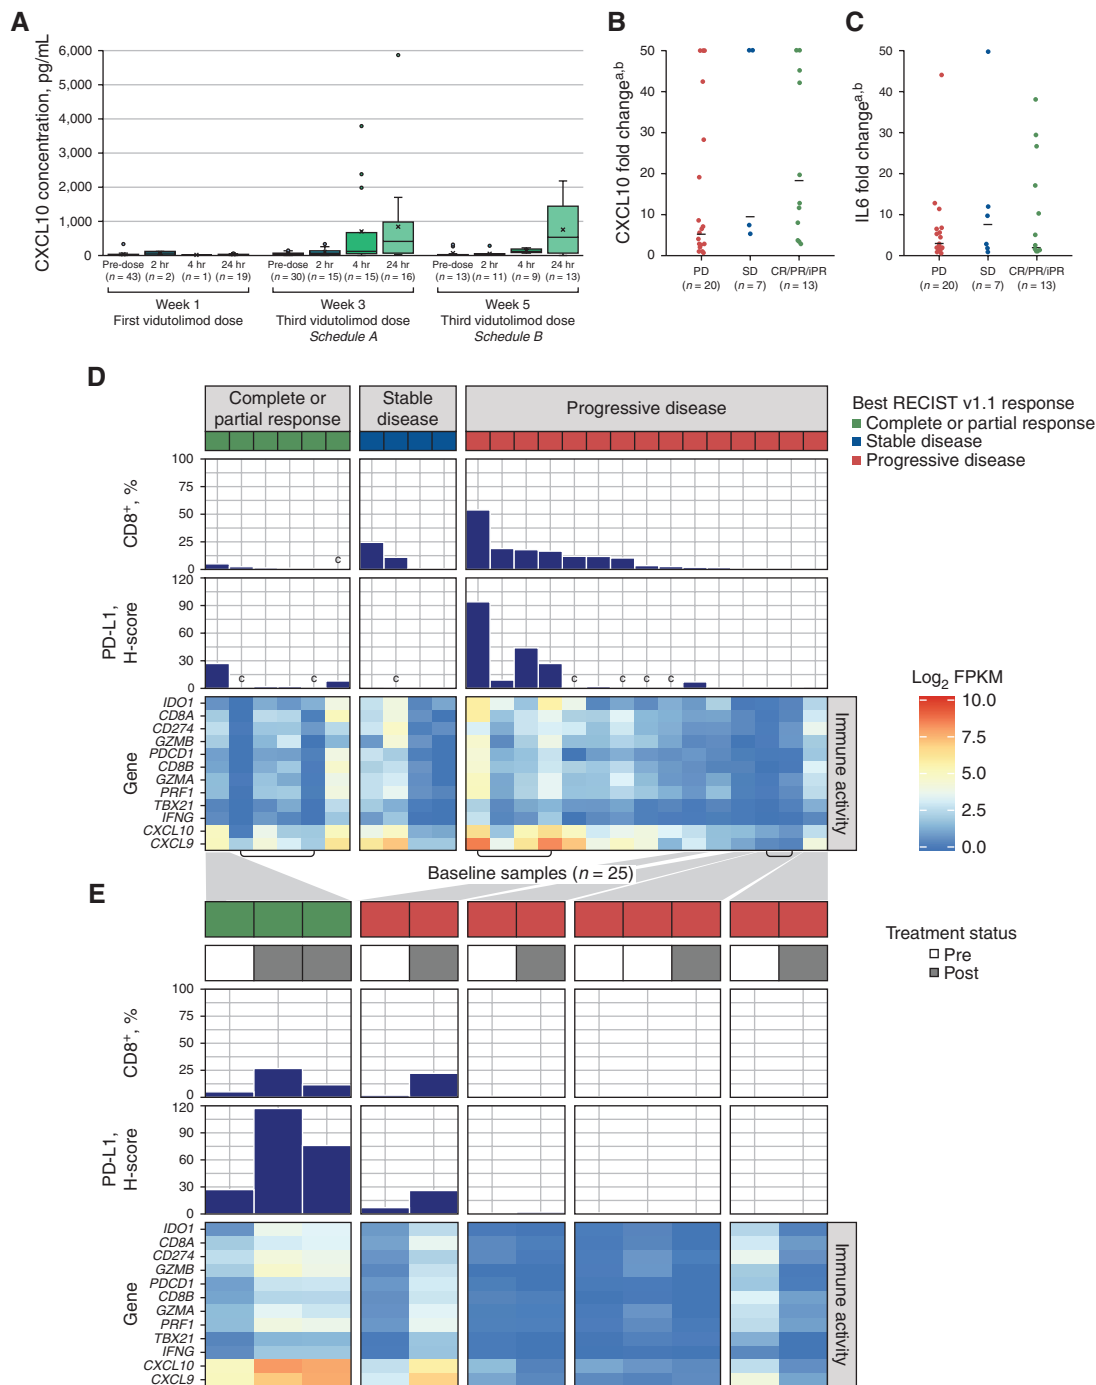 A
CXCL10 concentration, pg/mL
6,000
5,000
4,000
3,000
2,000
1,000
0
Pre-dose 2 hr 4 hr 24 hr
(n = 43) (n = 2) (n = 1) (n = 19)
Week 1
First vidutolimod dose
Pre-dose 2 hr 4 hr 24 hr
(n = 30) (n = 15) (n = 15) (n = 16)
Week 3
Third vidutolimod dose
Schedule A
Pre-dose 2 hr 4 hr 24 hr
(n = 13) (n = 11) (n = 9) (n = 13)
Week 5
Third vidutolimod dose
Schedule B
B
CXCL10 fold changea,b
50
40
30
20
10
0
PD SD CR/PR/iPR
(n = 20) (n = 7) (n = 13)
C
IL6 fold changea,b
50
40
30
20
10
0
PD SD CR/PR/iPR
(n = 20) (n = 7) (n = 13)
D
Complete or
partial response
Stable
disease
Progressive disease
Best RECIST v1.1 response
Complete or partial response
Stable disease
Progressive disease
CD8+, %
100
75
50
25
0
c
PD-L1,
H-score
120
90
60
30
0
c c c c c c c
Gene
IDO1
CD8A
CD274
GZMB
PDCD1
CD8B
GZMA
PRF1
TBX21
IFNG
CXCL10
CXCL9
Immune activity
Log2 FPKM
10.0
7.5
5.0
2.5
0.0
Baseline samples (n = 25)
E
Treatment status
Pre
Post
CD8+, %
100
75
50
25
0
PD-L1,
H-score
120
90
60
30
0
Gene
IDO1
CD8A
CD274
GZMB
PDCD1
CD8B
GZMA
PRF1
TBX21
IFNG
CXCL10
CXCL9
Immune activity